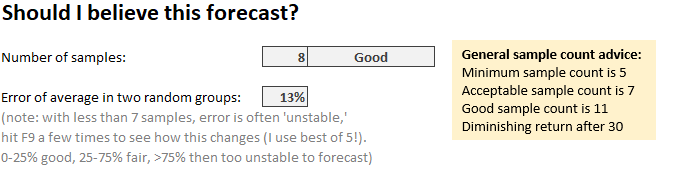 Should I believe this forecast?
Number of samples: 8 Good
Error of average in two random groups: 13%
(note: with less than 7 samples, error is often 'unstable,'
hit F9 a few times to see how this changes (I use best of 5!).
0-25% good, 25-75% fair, >75% then too unstable to forecast)
General sample count advice:
Minimum sample count is 5
Acceptable sample count is 7
Good sample count is 11
Diminishing return after 30